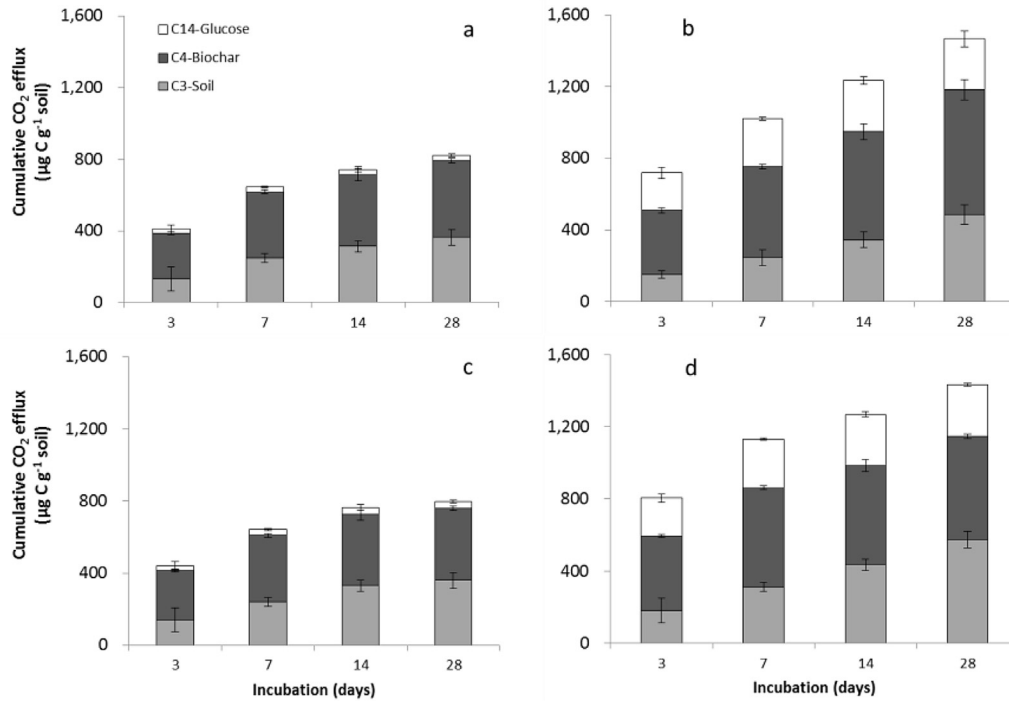 1,600
1,200
800
400
0
Cumulative CO₂ efflux
(µg C g⁻¹ soil)
C14-Glucose
C4-Biochar
C3-Soil
a
3 7 14 28
1,600
1,200
800
400
0
b
3 7 14 28
1,600
1,200
800
400
0
Cumulative CO₂ efflux
(µg C g⁻¹ soil)
c
3 7 14 28
Incubation (days)
1,600
1,200
800
400
0
d
3 7 14 28
Incubation (days)